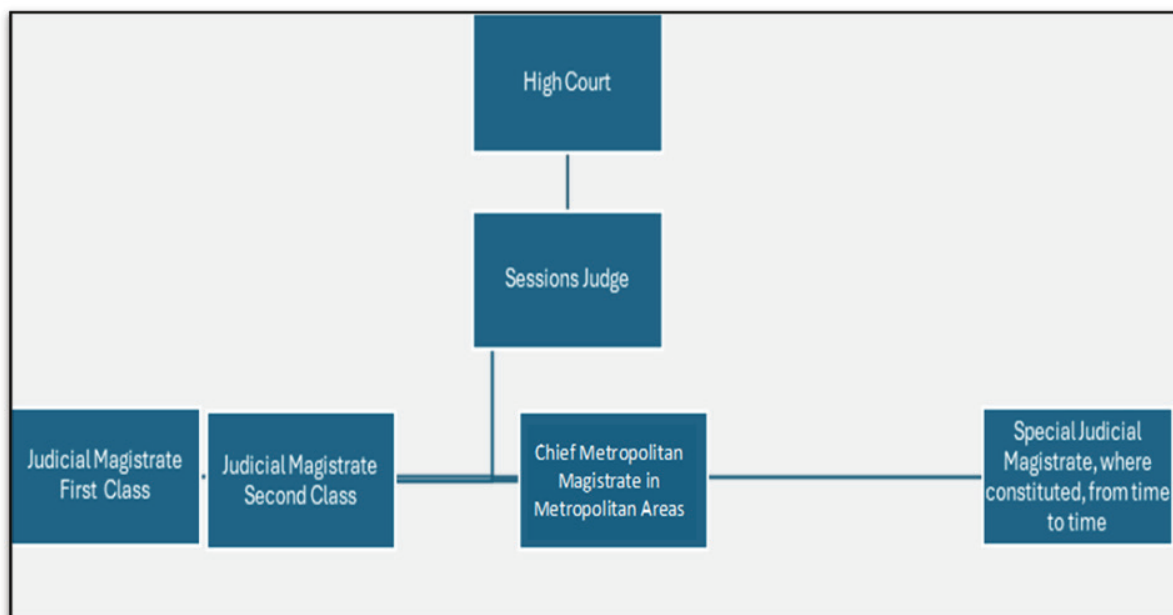 High Court
Sessions Judge
Judicial Magistrate
First Class
Judicial Magistrate
Second Class
Chief Metropolitan
Magistrate in
Metropolitan Areas
Special Judicial
Magistrate, where
constituted, from time
to time